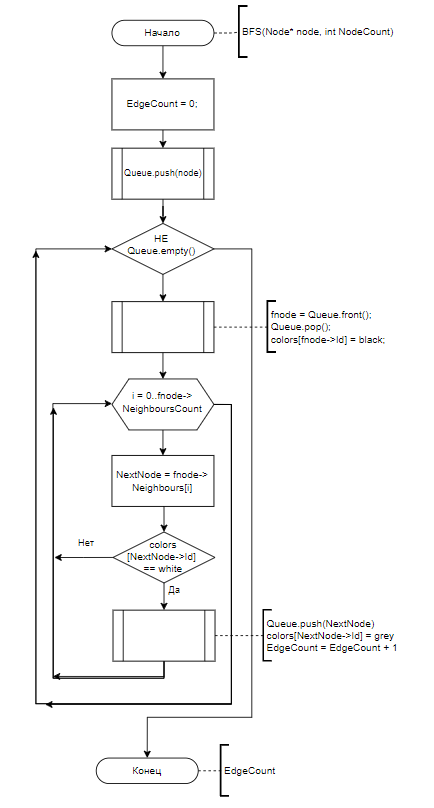 Начало
BFS(Node* node, int NodeCount)
EdgeCount = 0;
Queue.push(node)
НЕ
Queue.empty()
fnode = Queue.front();
Queue.pop();
colors[fnode->Id] = black;
i = 0..fnode->
NeighboursCount
NextNode = fnode->
Neighbours[i]
Нет
colors
[NextNode->Id]
== white
Да
Queue.push(NextNode)
colors[NextNode->Id] = grey
EdgeCount = EdgeCount + 1
Конец
EdgeCount